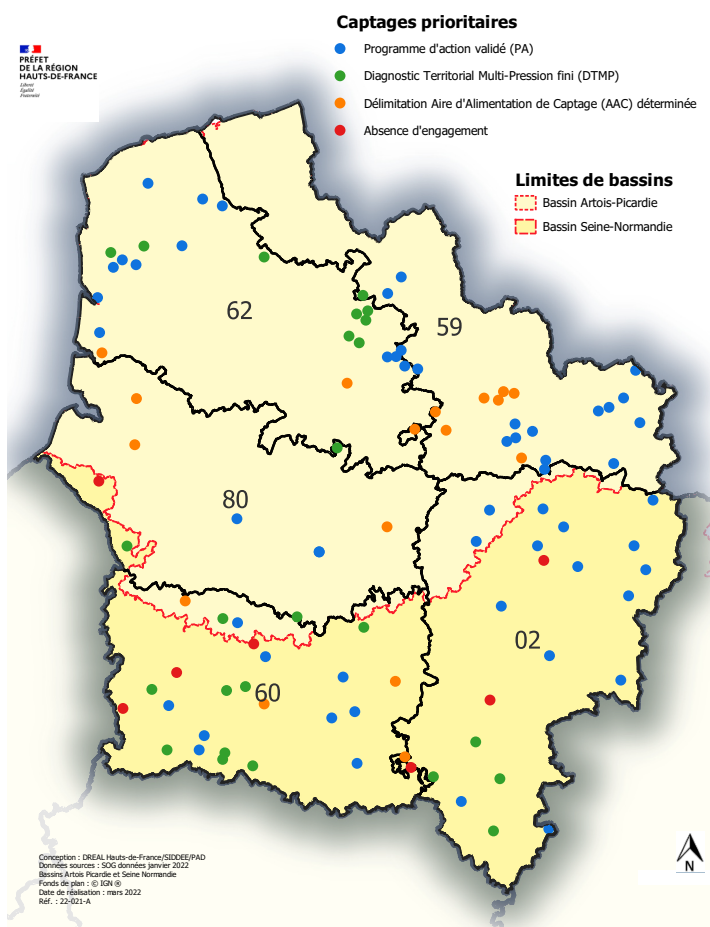 Captages prioritaires
Programme d'action validé (PA)
Diagnostic Territorial Multi-Pression fini (DTMP)
Délimitation Aire d'Alimentation de Captage (AAC) déterminée
Absence d'engagement
PRÉFET
DE LA RÉGION
HAUTS-DE-FRANCE
Liberté
Égalité
Fraternité
Limites de bassins
Bassin Artois-Picardie
Bassin Seine-Normandie
62
59
80
02
60
Conception : DREAL Hauts-de-France/SIDDEE/PAD
Données sources : SOG données janvier 2022
Bassins Artois Picardie et Seine Normandie
Fonds de plan : © IGN ®
Date de réalisation : mars 2022
Réf. : 22-021-A
N